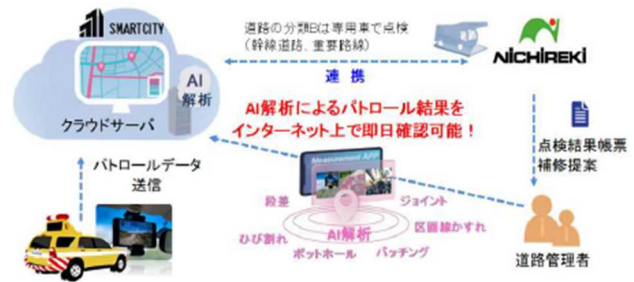 SMARTCITY
道路の分類Bは専用車で点検
(幹線道路、重要路線)
NICHIREKI
連携
AI
解析
クラウドサーバ
AI解析によるパトロール結果を
インターネット上で即日確認可能！
点検結果帳票
補修提案
パトロールデータ
送信
Measurement APP
段差
ジョイント
ひび割れ
AI解析
区画線かすれ
ポットホール
パッチング
道路管理者